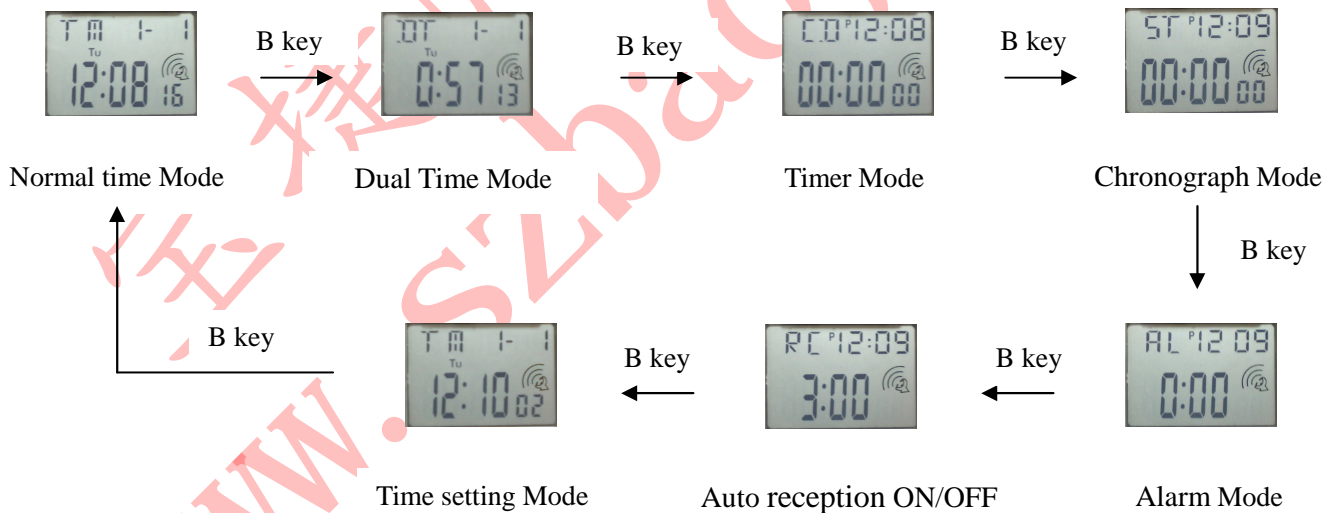 TM 1- 1
Tu
12:08 16
B key
DT 1- 1
Tu
0:57 13
B key
CD P12:08
00:00 00
B key
ST P12:09
00:00 00
Normal time Mode
Dual Time Mode
Timer Mode
Chronograph Mode
B key
TM 1- 1
Tu
12:10 02
B key
RC P12:09
3:00
B key
AL P12 09
0:00
B key
Time setting Mode
Auto reception ON/OFF
Alarm Mode
www.szbao